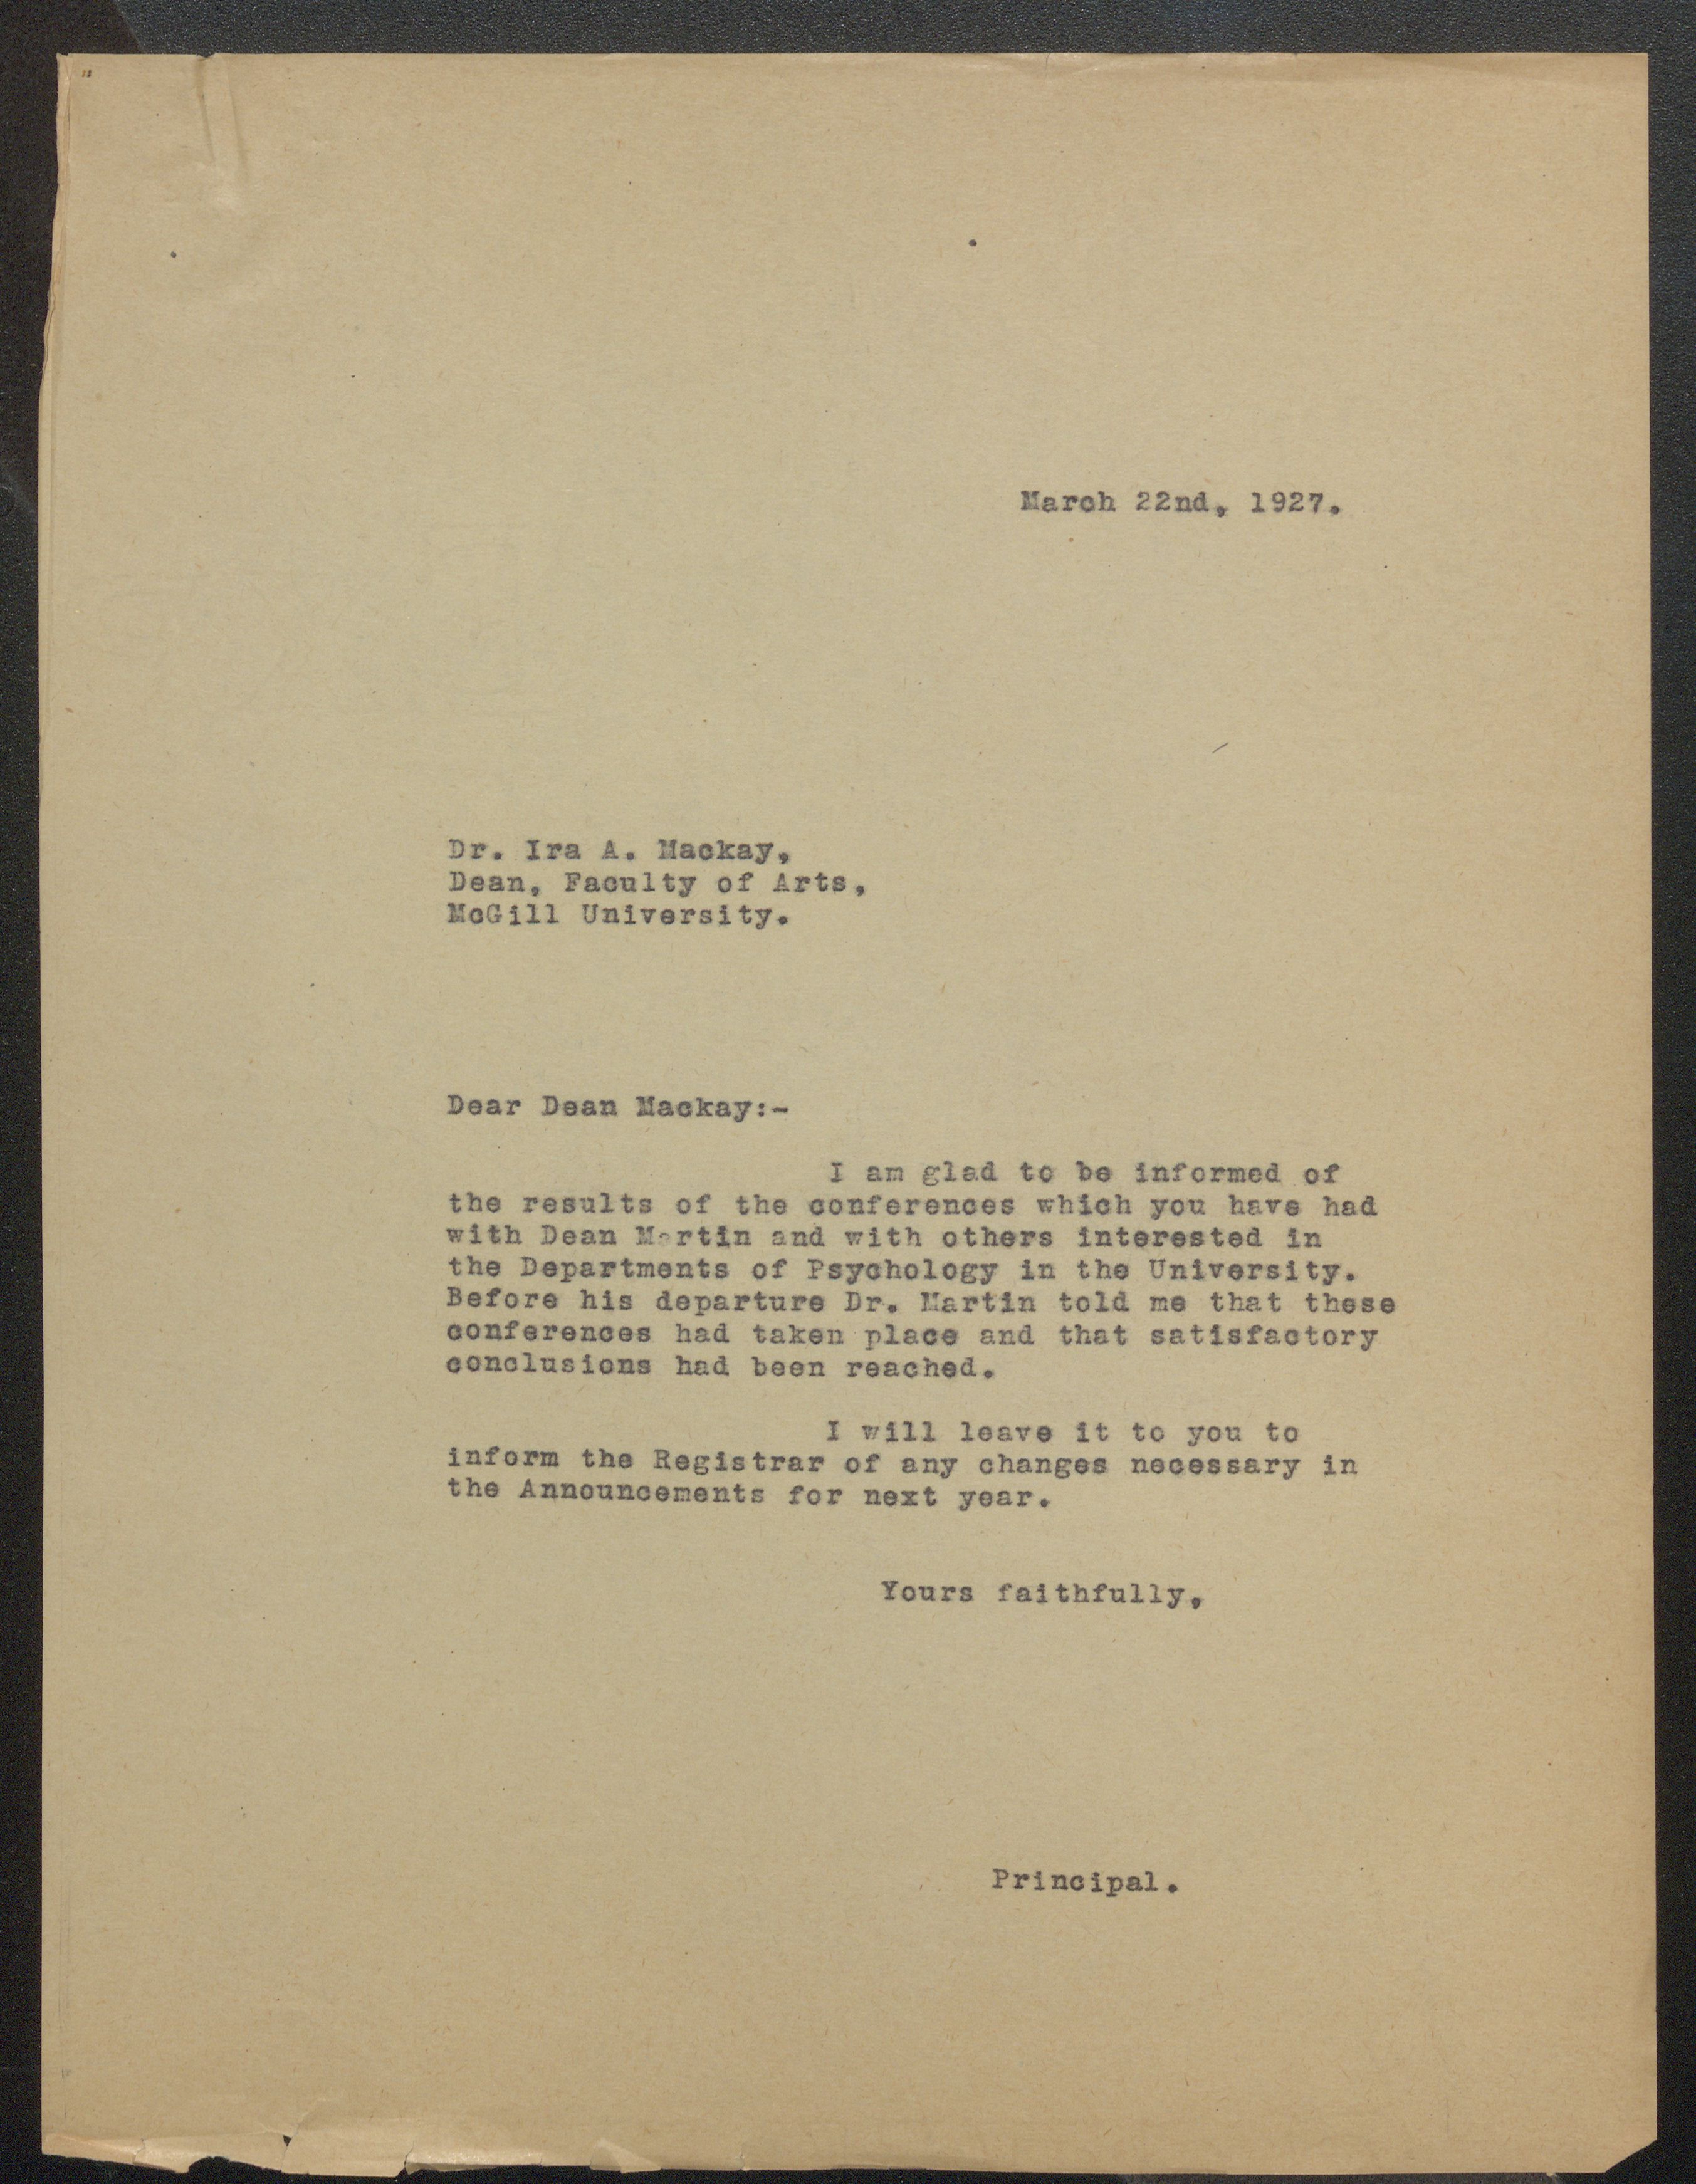 March 22nd, 1927.
Dr. Ira A. Mackay,
Dean, Faculty of Arts,
McGill University.
Dear Dean Mackay:-
I am glad to be informed of
the results of the conferences which you have had
with Dean Martin and with others interested in
the Departments of Psychology in the University.
Before his departure Dr. Martin told me that these
conferences had taken place and that satisfactory
conclusions had been reached.
I will leave it to you to
inform the Registrar of any changes necessary in
the Announcements for next year.
Yours faithfully,
Principal.